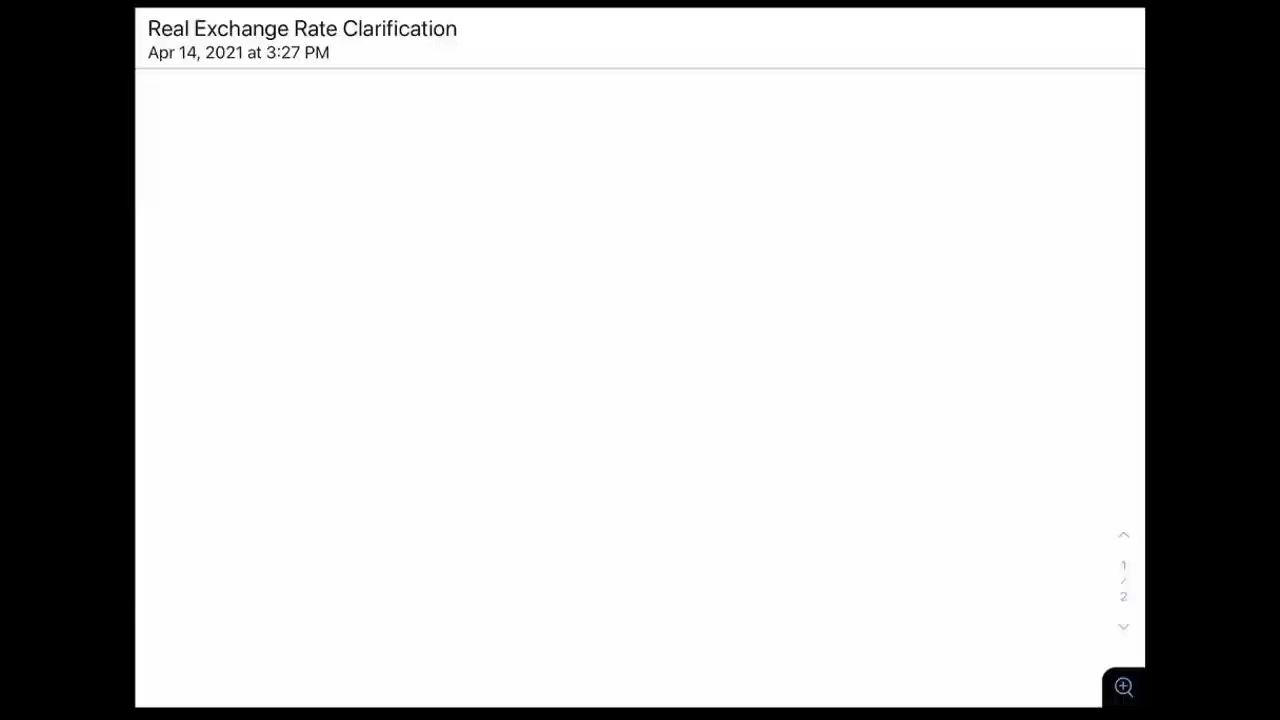 Real Exchange Rate Clarification
Apr 14, 2021 at 3:27 PM
1
/
2